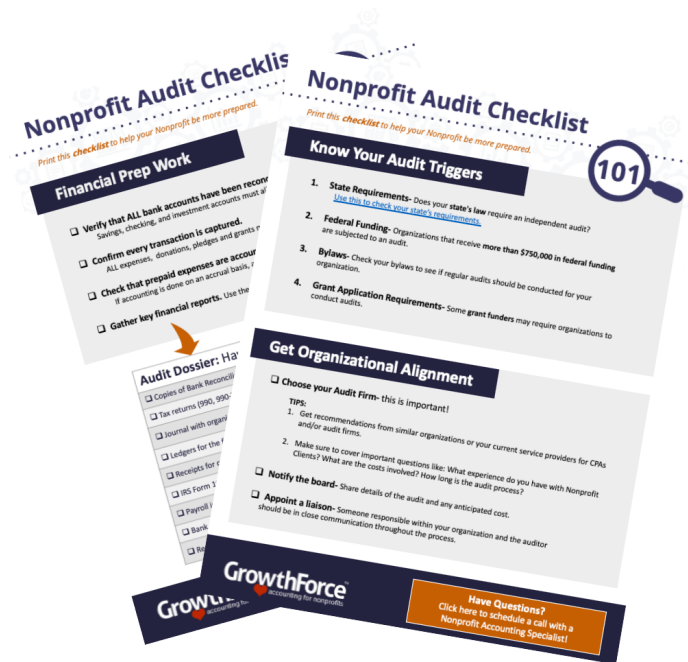 Nonprofit Audit Checklis
Print this checklist to help your Nonprofit be more prepared.
Financial Prep Work
❑ Verify that ALL bank accounts have been recon
Savings, checking, and investment accounts must al
❑ Confirm every transaction is captured.
ALL expenses, donations, pledges and grants
❑ Check that prepaid expenses are accour
If accounting is done on an accrual basis,
❑ Gather key financial reports. Use the
Audit Dossier: Ha
❑ Copies of Bank Reconcili
❑ Tax returns (990, 990-
❑ Journal with organi
❑ Ledgers for the f
❑ Receipts for
❑ IRS Form 1
❑ Payroll
❑ Bank
❑ Re
accounting fo
Nonprofit Audit Checklist
Print this checklist to help your Nonprofit be more prepared.
101
Know Your Audit Triggers
1. State Requirements- Does your state's law require an independent audit?
Use this to check your state's requirements.
2. Federal Funding- Organizations that receive more than $750,000 in federal funding
are subjected to an audit.
3. Bylaws- Check your bylaws to see if regular audits should be conducted for your
organization.
4. Grant Application Requirements- Some grant funders may require organizations to
conduct audits.
Get Organizational Alignment
❑ Choose your Audit Firm- this is important!
TIPS:
1. Get recommendations from similar organizations or your current service providers for CPAs
and/or audit firms.
2. Make sure to cover important questions like: What experience do you have with Nonprofit
Clients? What are the costs involved? How long is the audit process?
❑ Notify the board- Share details of the audit and any anticipated cost.
❑ Appoint a liaison- Someone responsible within your organization and the auditor
should be in close communication throughout the process.
GrowthForce™
accounting for nonprofits
Have Questions?
Click here to schedule a call with a
Nonprofit Accounting Specialist!